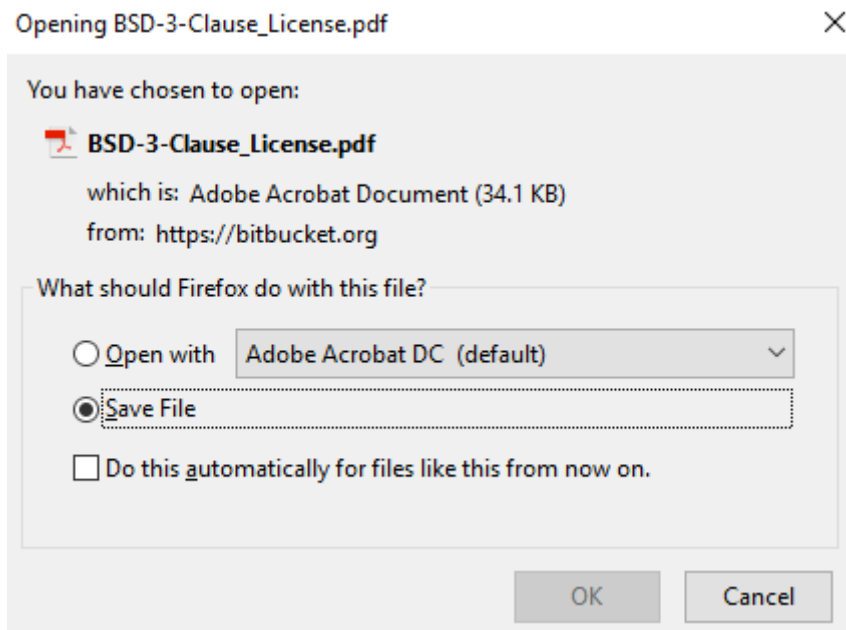 Opening BSD-3-Clause_License.pdf
You have chosen to open:
BSD-3-Clause_License.pdf
which is: Adobe Acrobat Document (34.1 KB)
from: https://bitbucket.org
What should Firefox do with this file?
Open with Adobe Acrobat DC (default)
Save File
Do this automatically for files like this from now on.
OK Cancel